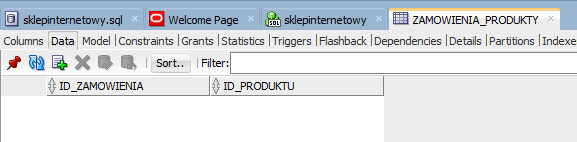 sklepinternetowy.sql Welcome Page sklepinternetowy ZAMOWIENIA_PRODUKTY
Columns Data Model Constraints Grants Statistics Triggers Flashback Dependencies Details Partitions Indexe
Sort.. Filter:
ID_ZAMOWIENIA ID_PRODUKTU